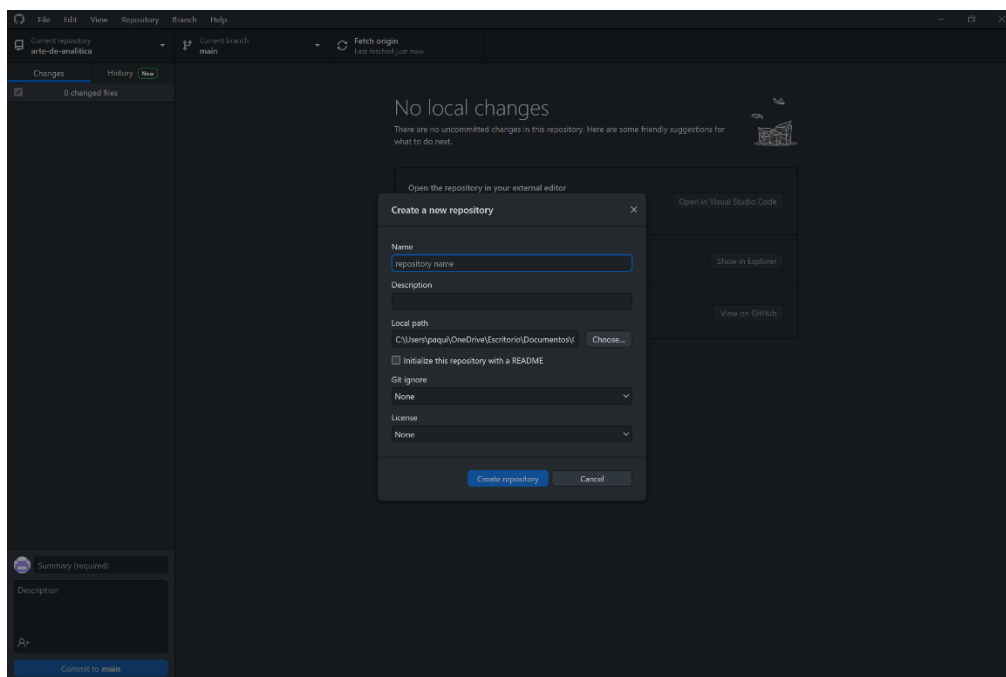 File Edit View Repository Branch Help
Current repository
arte-de-analitica
Current branch
main
Fetch origin
Last fetched just now
Changes History New
0 changed files
No local changes
There are no uncommitted changes in this repository. Here are some friendly suggestions for
what to do next.
Open the repository in your external editor
Open in Visual Studio Code
Show in Explorer
View on GitHub
Create a new repository
Name
repository name
Description
Local path
C:\Users\paqui\OneDrive\Escritorio\Documentos\
Choose...
Initialize this repository with a README
Git ignore
None
License
None
Create repository Cancel
Summary (required)
Description
Commit to main